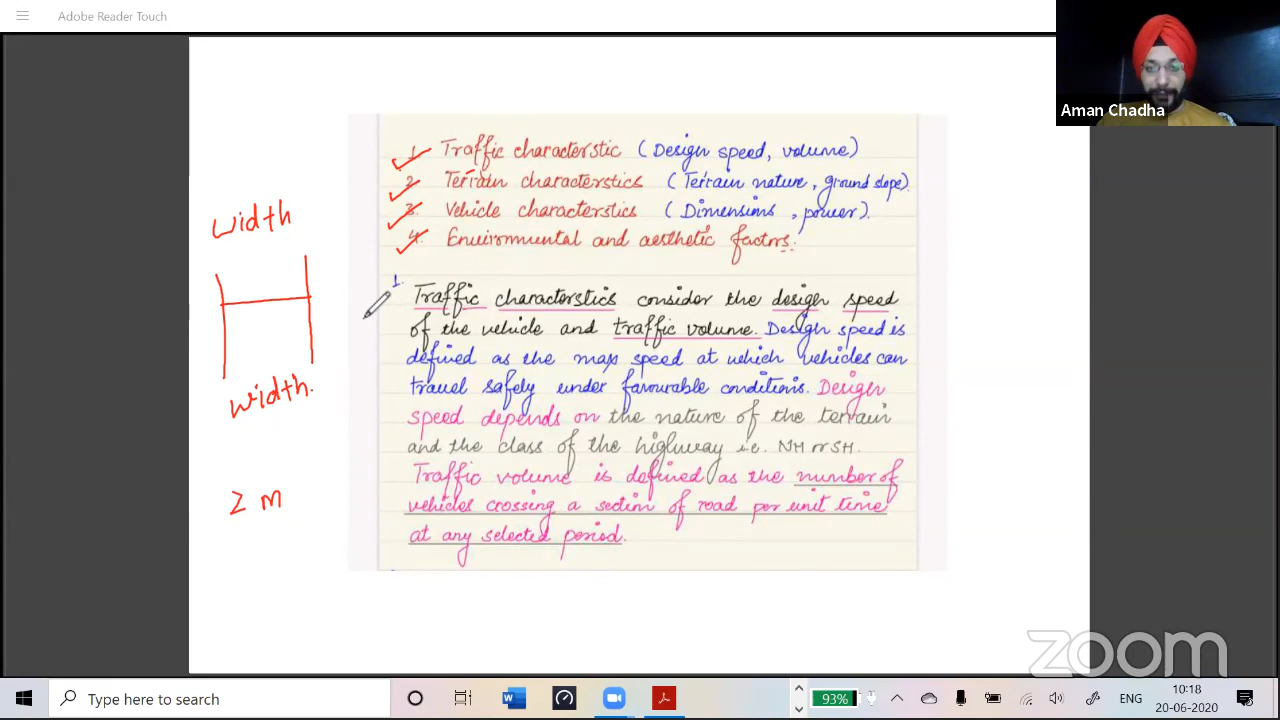 Adobe Reader Touch
Aman Chadha
1. Traffic characterstic (Design speed, volume)
2. Terrain characterstics (Terrain nature, ground slope).
3. Vehicle characterstics (Dimensions, power).
4. Environmental and aesthetic factors.
width
width.
2 m
1. Traffic characterstics consider the design speed
of the vehicle and traffic volume. Design speed is
defined as the max speed at which vehicles can
travel safely under favourable conditions. Design
speed depends on the nature of the terrain
and the class of the highway i.e. NH or SH.
Traffic volume is defined as the number of
vehicles crossing a section of road per unit time
at any selected period.
zoom
Type here to search
93%
ENG
10:18
20-06-2020